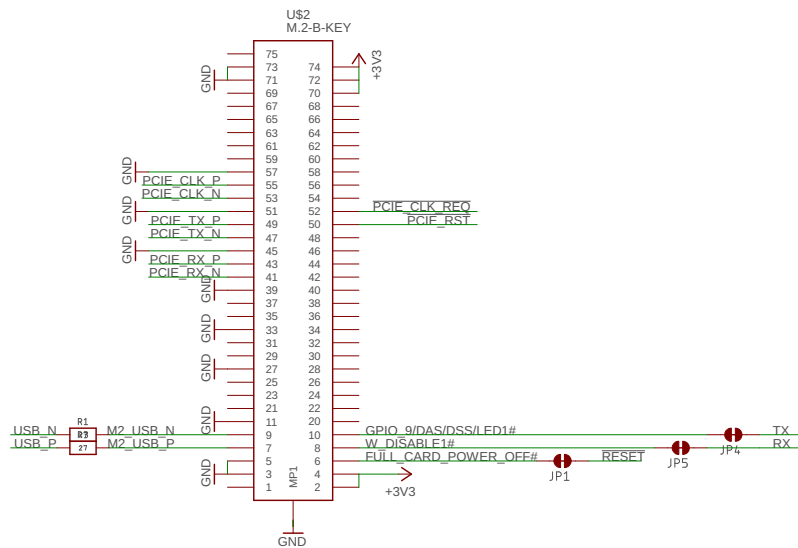 U$2
M.2-B-KEY
75
GND 73 74 +3V3
71 72
69 70
67 68
65 66
63 64
61 62
59 60
GND 57 58
PCIE_CLK_P 55 56
PCIE_CLK_N 53 54
GND 51 52 PCIE_CLK_REQ
PCIE_TX_P 49 50 PCIE_RST
PCIE_TX_N 47 48
GND 45 46
PCIE_RX_P 43 44
PCIE_RX_N 41 42
GND 39 40
37 38
35 36
GND 33 34
31 32
29 30
GND 27 28
25 26
23 24
21 22
GND 11 20
R1
USB_N M2_USB_N 9 10 GPIO_9/DAS/DSS/LED1# JP4 TX
USB_P 27 M2_USB_P 7 8 W_DISABLE1# JP5 RX
5 6 FULL_CARD_POWER_OFF# JP1 RESET
GND 3 4 +3V3
1 2
MP1
GND